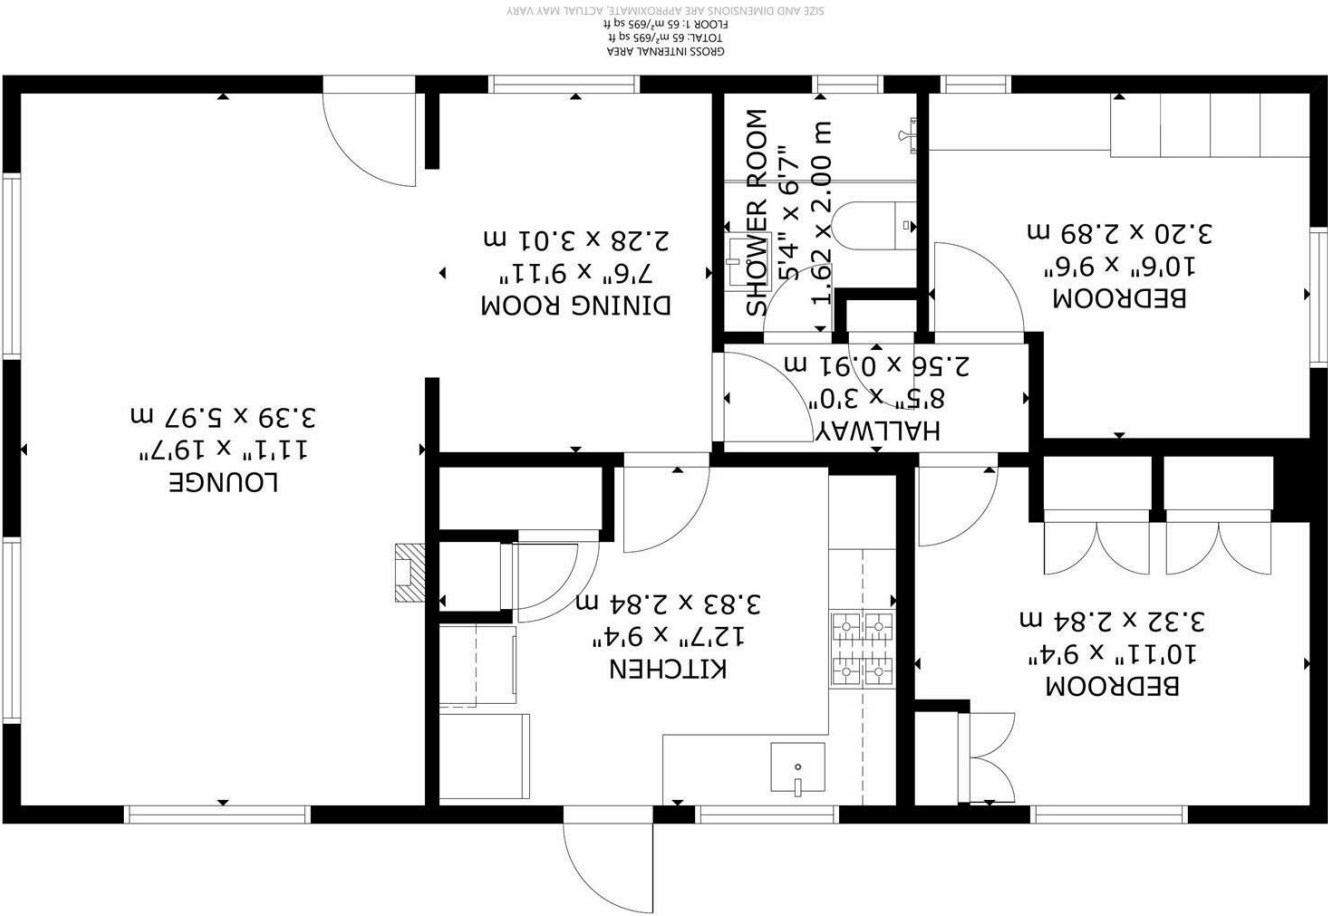 BEDROOM
10'11" x 9'4"
3.32 x 2.84 m
KITCHEN
12'7" x 9'4"
3.83 x 2.84 m
LOUNGE
11'1" x 19'7"
3.39 x 5.97 m
HALLWAY
8'5" x 3'0"
2.56 x 0.91 m
BEDROOM
10'6" x 9'6"
3.20 x 2.89 m
SHOWER ROOM
5'4" x 6'7"
1.62 x 2.00 m
DINING ROOM
7'6" x 9'11"
2.28 x 3.01 m
GROSS INTERNAL AREA
TOTAL: 65 m²/695 sq ft
FLOOR 1: 65 m²/695 sq ft
SIZE AND DIMENSIONS ARE APPROXIMATE, ACTUAL MAY VARY